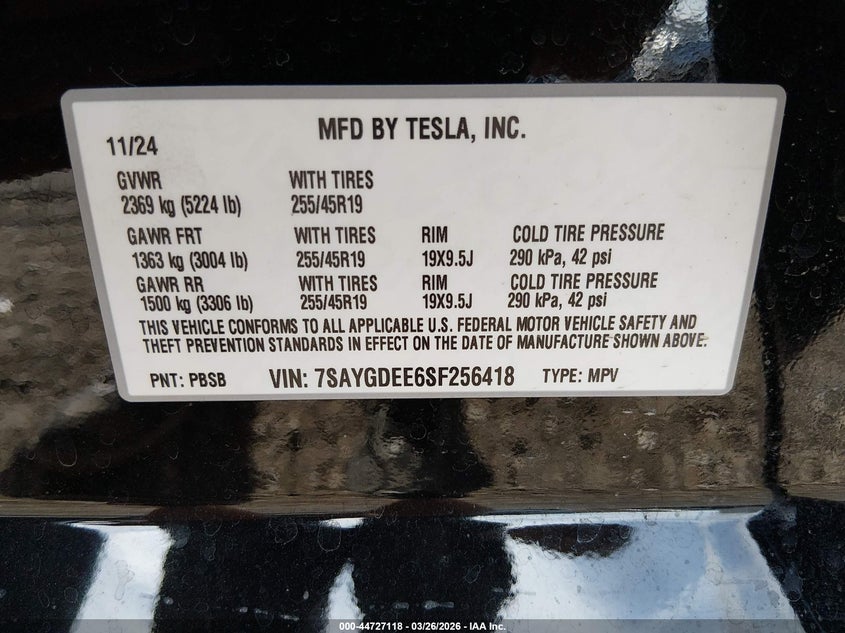 MFD BY TESLA, INC.
11/24
GVWR WITH TIRES
2369 kg (5224 lb) 255/45R19
GAWR FRT WITH TIRES RIM COLD TIRE PRESSURE
1363 kg (3004 lb) 255/45R19 19X9.5J 290 kPa, 42 psi
GAWR RR WITH TIRES RIM COLD TIRE PRESSURE
1500 kg (3306 lb) 255/45R19 19X9.5J 290 kPa, 42 psi
THIS VEHICLE CONFORMS TO ALL APPLICABLE U.S. FEDERAL MOTOR VEHICLE SAFETY AND
THEFT PREVENTION STANDARDS IN EFFECT ON THE DATE OF MANUFACTURE SHOWN ABOVE.
PNT: PBSB VIN: 7SAYGDEE6SF256418 TYPE: MPV
000-44727118 - 03/26/2026 - IAA Inc.